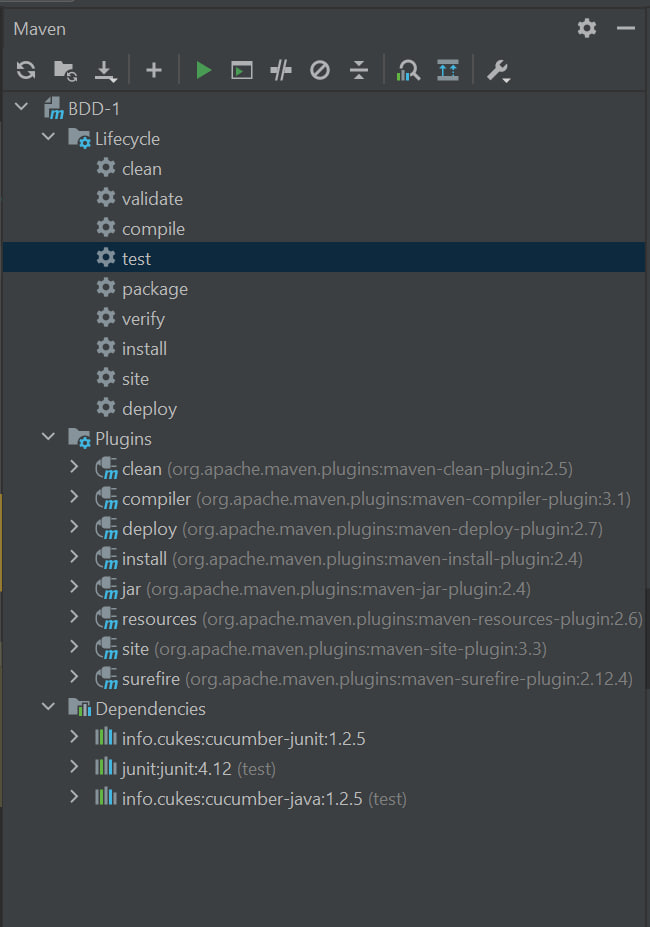 Maven
BDD-1
Lifecycle
clean
validate
compile
test
package
verify
install
site
deploy
Plugins
clean (org.apache.maven.plugins:maven-clean-plugin:2.5)
compiler (org.apache.maven.plugins:maven-compiler-plugin:3.1)
deploy (org.apache.maven.plugins:maven-deploy-plugin:2.7)
install (org.apache.maven.plugins:maven-install-plugin:2.4)
jar (org.apache.maven.plugins:maven-jar-plugin:2.4)
resources (org.apache.maven.plugins:maven-resources-plugin:2.6)
site (org.apache.maven.plugins:maven-site-plugin:3.3)
surefire (org.apache.maven.plugins:maven-surefire-plugin:2.12.4)
Dependencies
info.cukes:cucumber-junit:1.2.5
junit:junit:4.12 (test)
info.cukes:cucumber-java:1.2.5 (test)